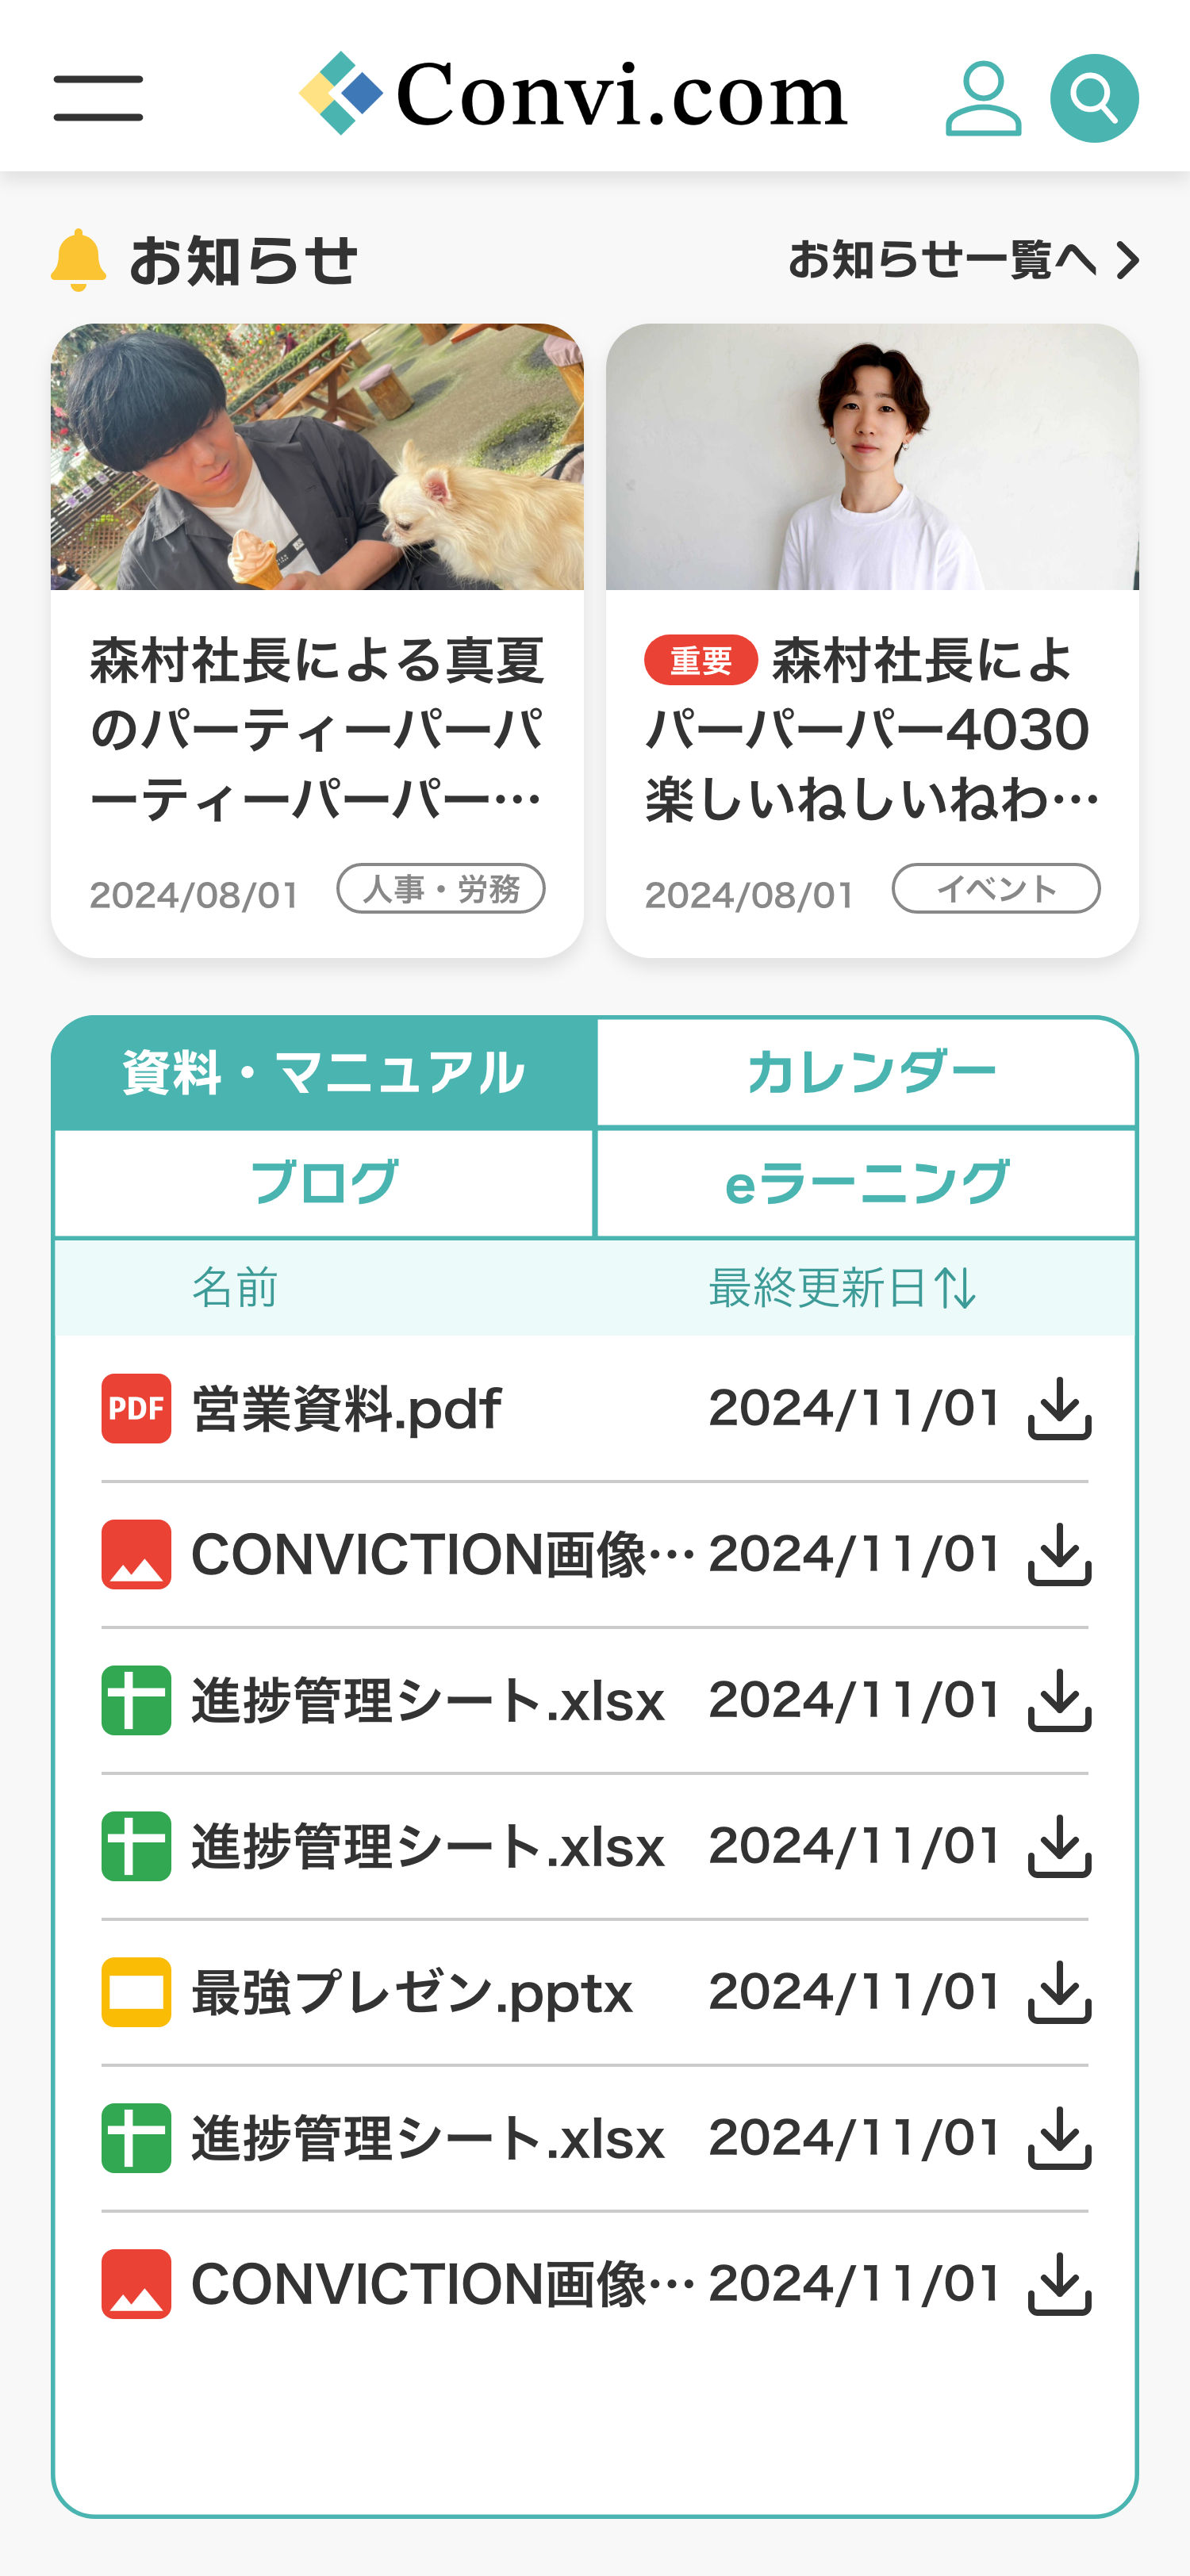 Convi.com
お知らせ
お知らせ一覧へ
森村社長による真夏
のパーティーパーパ
ーティーパーパー…
2024/08/01
人事・労務
重要 森村社長によ
パーパーパー4030
楽しいねしいねわ…
2024/08/01
イベント
資料・マニュアル
カレンダー
ブログ
eラーニング
名前
最終更新日
PDF 営業資料.pdf 2024/11/01
CONVICTION画像… 2024/11/01
進捗管理シート.xlsx 2024/11/01
進捗管理シート.xlsx 2024/11/01
最強プレゼン.pptx 2024/11/01
進捗管理シート.xlsx 2024/11/01
CONVICTION画像… 2024/11/01